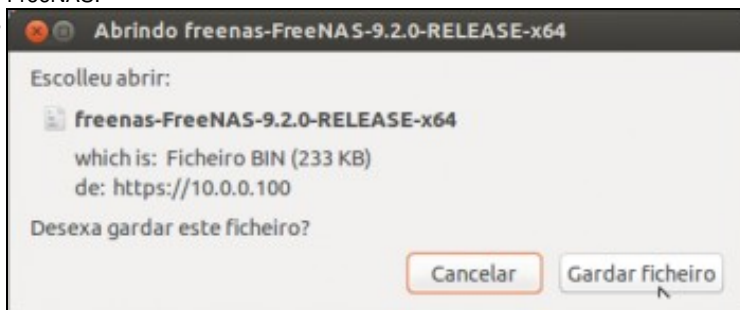 Abrindo freenas-FreeNAS-9.2.0-RELEASE-x64
Escolleu abrir:
freenas-FreeNAS-9.2.0-RELEASE-x64
which is: Ficheiro BIN (233 KB)
de: https://10.0.0.100
Desexa gardar este ficheiro?
Cancelar Gardar ficheiro